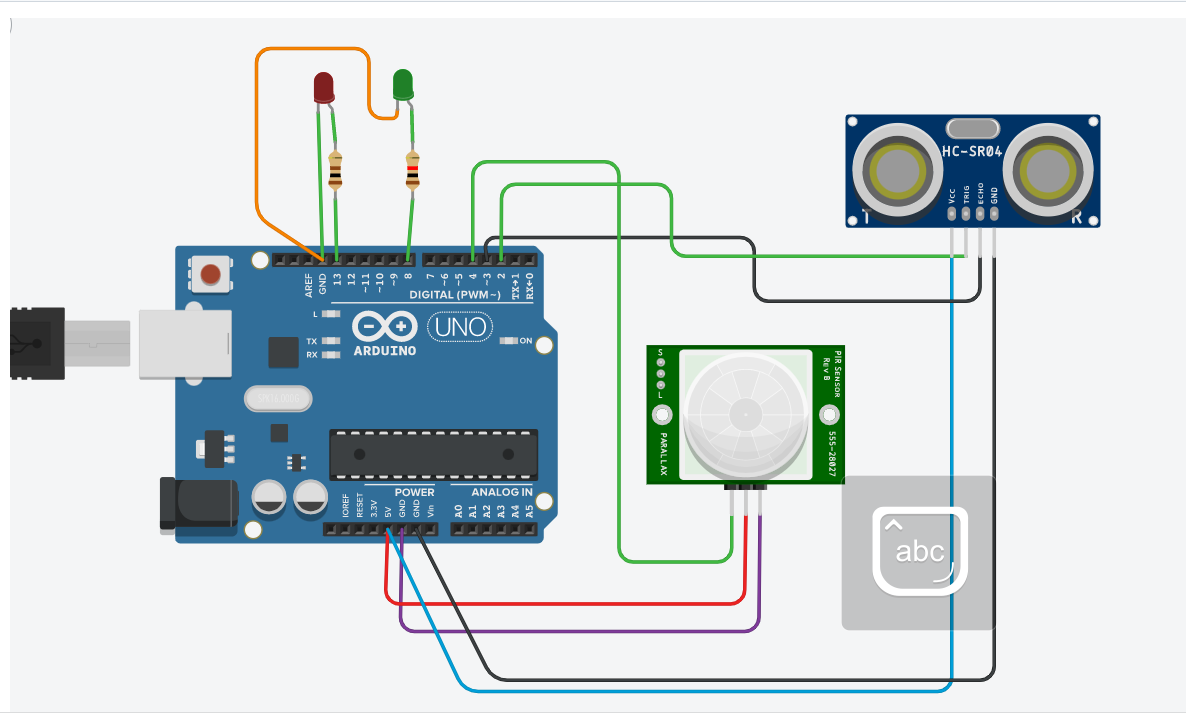 )
HC-SR04
VCC
TRIG
ECHO
GND
T
R
AREF
GND
13
12
~11
~10
~9
8
7
~6
~5
4
~3
2
TX→1
RX←0
DIGITAL (PWM~)
L
TX
RX
ARDUINO
UNO
ON
S
L
PARALLAX
PIR SENSOR
REV B
555-28027
IOREF
RESET
3.3V
5V
GND
GND
Vin
POWER
ANALOG IN
A0
A1
A2
A3
A4
A5
abc